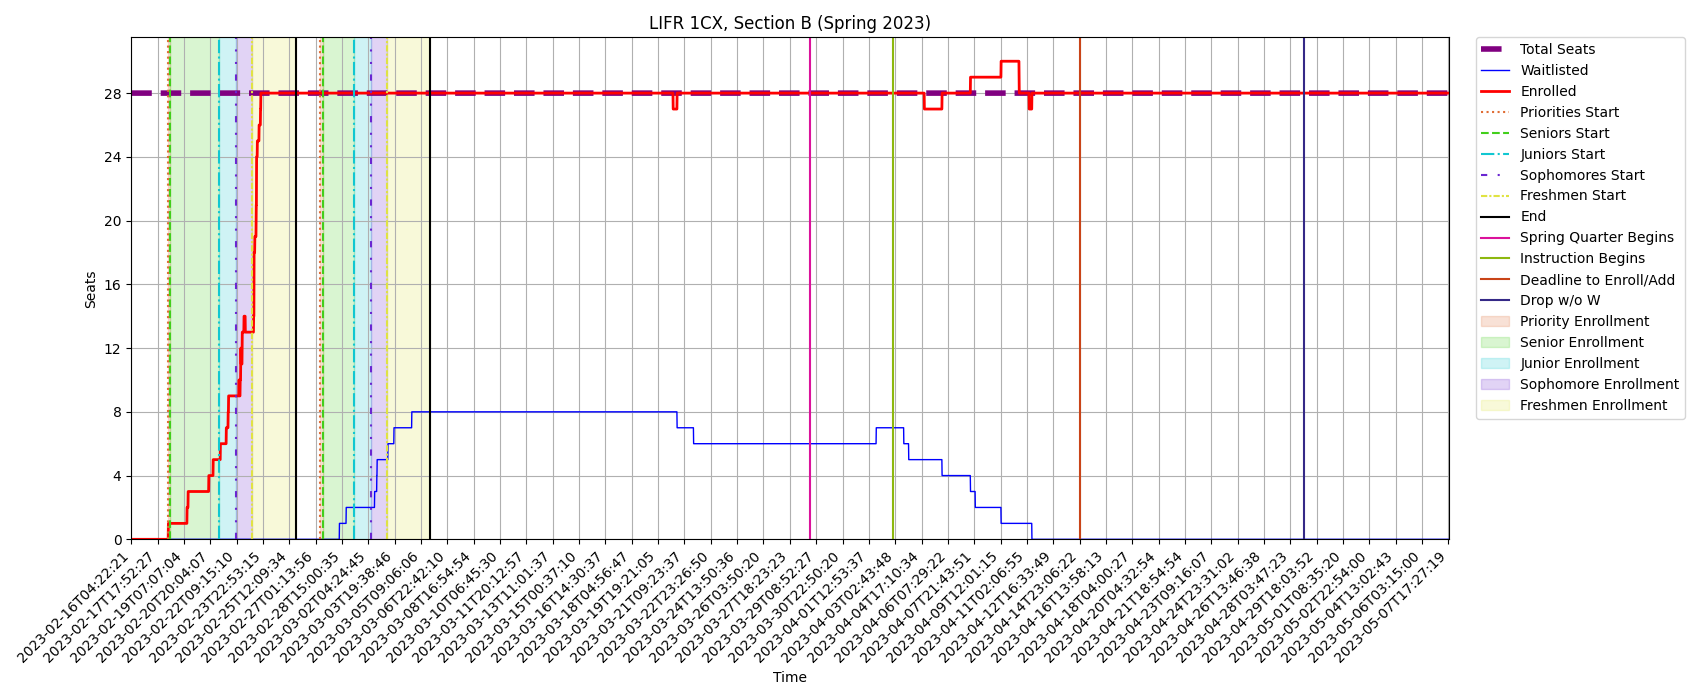 LIFR 1CX, Section B (Spring 2023)
Seats
28
24
20
16
12
8
4
0
2023-02-16T04:22:21
2023-02-17T17:52:27
2023-02-19T07:07:04
2023-02-20T20:04:07
2023-02-22T09:15:10
2023-02-23T22:53:15
2023-02-25T12:09:34
2023-02-27T01:13:56
2023-02-28T15:00:35
2023-03-02T04:24:45
2023-03-03T19:38:46
2023-03-05T09:06:06
2023-03-06T22:42:10
2023-03-08T16:54:54
2023-03-10T06:45:30
2023-03-11T20:12:57
2023-03-13T11:01:37
2023-03-15T00:37:10
2023-03-16T14:30:37
2023-03-18T04:56:47
2023-03-19T19:21:05
2023-03-21T09:23:37
2023-03-22T23:26:50
2023-03-24T13:50:36
2023-03-26T03:50:20
2023-03-27T18:23:23
2023-03-29T08:52:27
2023-03-30T22:50:20
2023-04-01T12:53:37
2023-04-03T02:43:48
2023-04-04T17:10:34
2023-04-06T07:29:22
2023-04-07T21:43:51
2023-04-09T12:01:15
2023-04-11T02:06:55
2023-04-12T16:33:49
2023-04-14T23:06:22
2023-04-16T13:58:13
2023-04-18T04:00:27
2023-04-20T04:32:54
2023-04-21T18:54:54
2023-04-23T09:16:07
2023-04-24T23:31:02
2023-04-26T13:46:38
2023-04-28T03:47:23
2023-04-29T18:03:52
2023-05-01T08:35:20
2023-05-02T22:54:00
2023-05-04T13:02:43
2023-05-06T03:15:00
2023-05-07T17:27:19
Time
Total Seats
Waitlisted
Enrolled
Priorities Start
Seniors Start
Juniors Start
Sophomores Start
Freshmen Start
End
Spring Quarter Begins
Instruction Begins
Deadline to Enroll/Add
Drop w/o W
Priority Enrollment
Senior Enrollment
Junior Enrollment
Sophomore Enrollment
Freshmen Enrollment